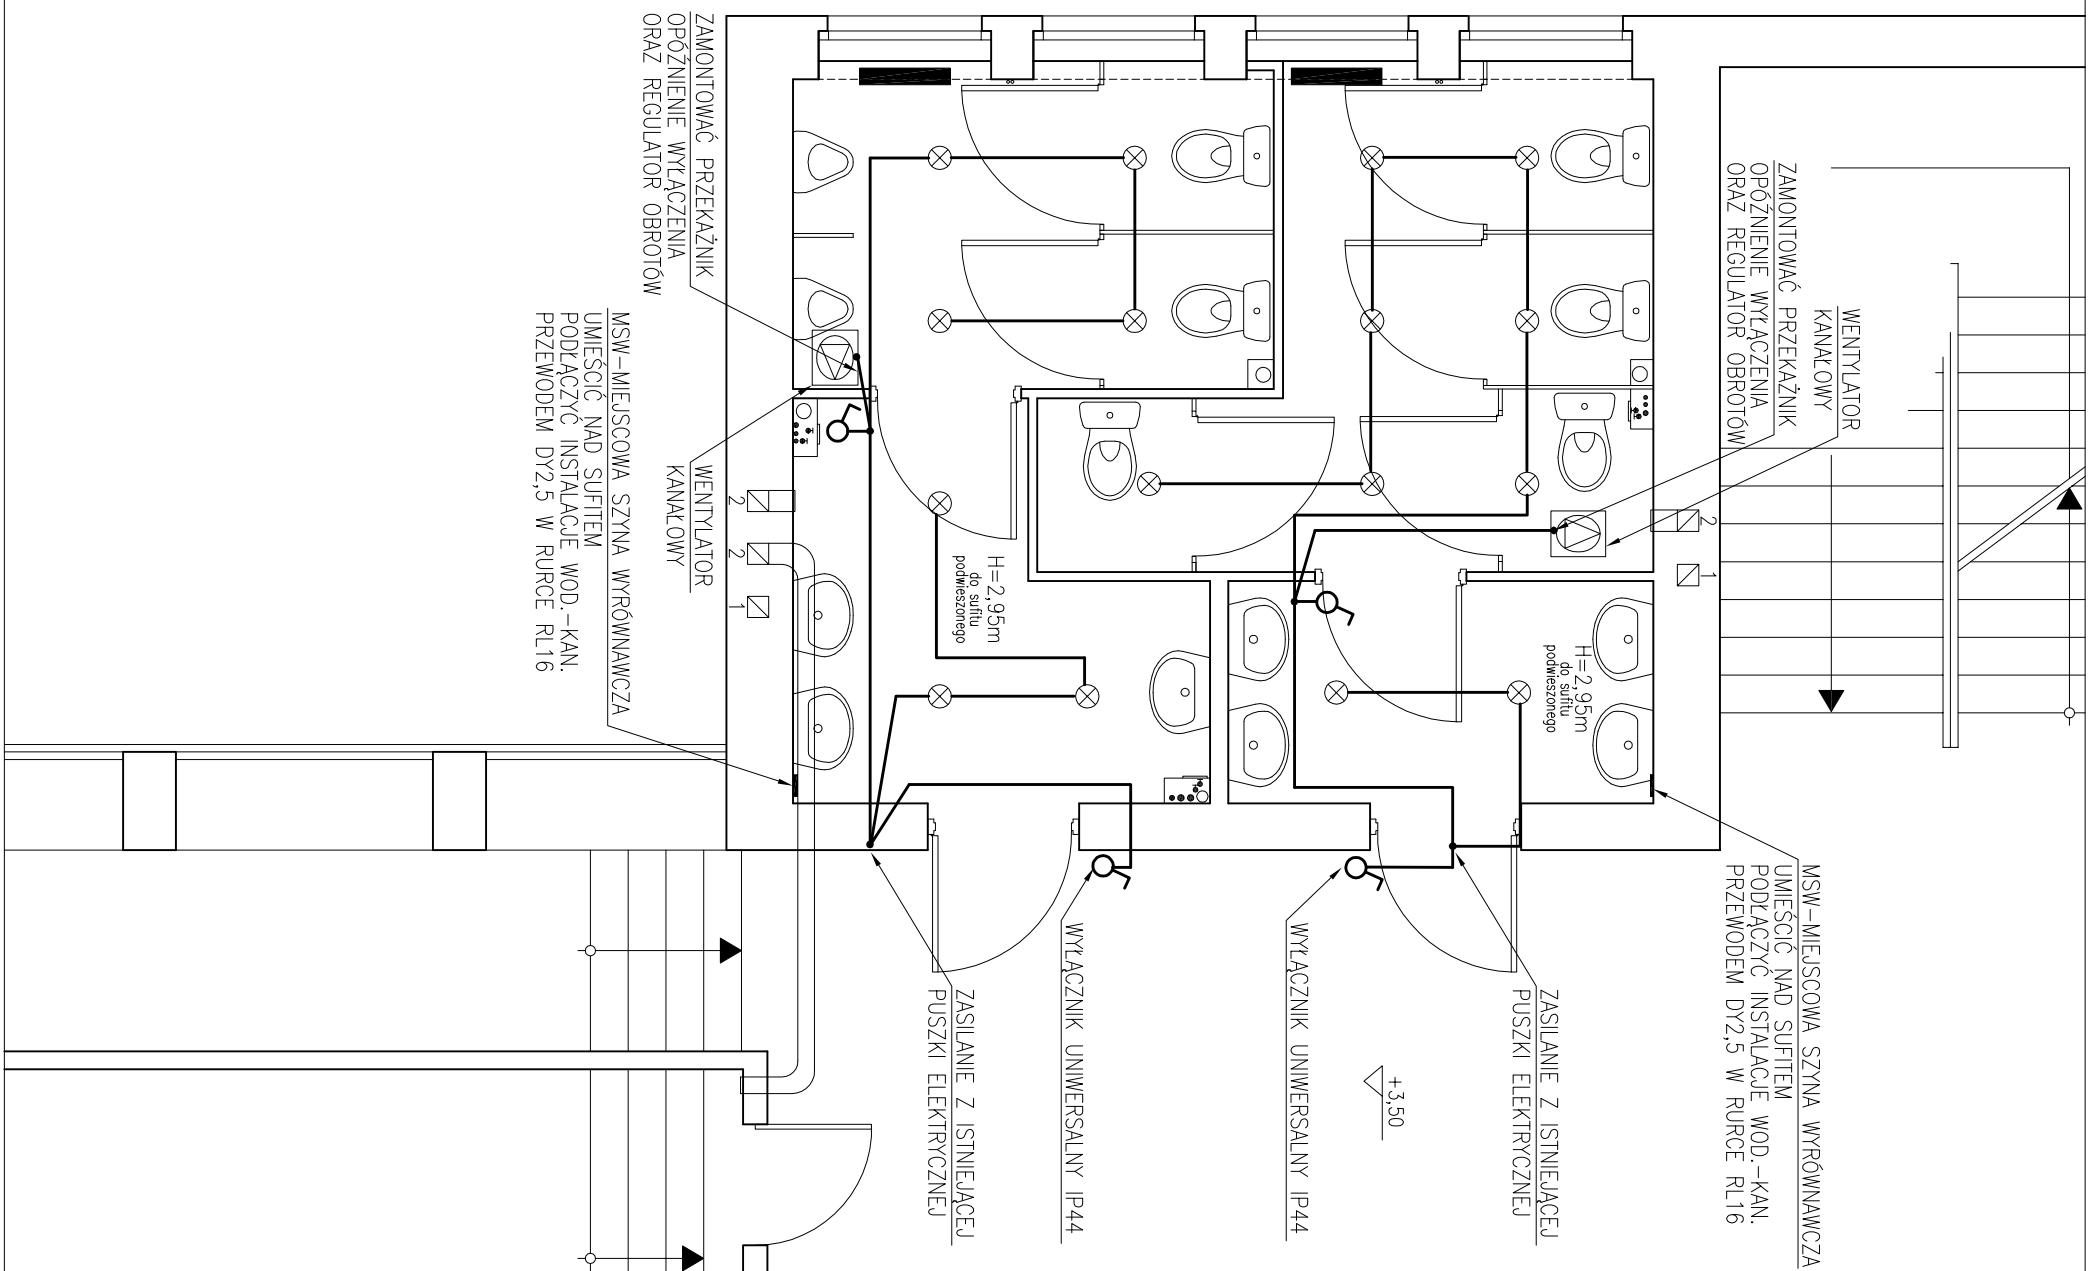 ZAMONTOWAĆ PRZEKAŹNIK
OPÓŹNIENIE WYŁĄCZENIA
ORAZ REGULATOR OBROTÓW
MSW-MIEJSCOWA SZYNA WYRÓWNAWCZA
UMIEŚCIĆ NAD SUFITEM
PODŁĄCZYĆ INSTALACJE WOD.-KAN.
PRZEWODEM DY2,5 W RURCE RL16
WENTYLATOR
KANAŁOWY
2
2
1
H=2,95m
do sufitu
podwieszonego
WENTYLATOR
KANAŁOWY
ZAMONTOWAĆ PRZEKAŹNIK
OPÓŹNIENIE WYŁĄCZENIA
ORAZ REGULATOR OBROTÓW
2
1
H=2,95m
do sufitu
podwieszonego
MSW-MIEJSCOWA SZYNA WYRÓWNAWCZA
UMIEŚCIĆ NAD SUFITEM
PODŁĄCZYĆ INSTALACJE WOD.-KAN.
PRZEWODEM DY2,5 W RURCE RL16
ZASILANIE Z ISTNIEJĄCEJ
PUSZKI ELEKTRYCZNEJ
+3,50
WYŁĄCZNIK UNIWERSALNY IP44
WYŁĄCZNIK UNIWERSALNY IP44
ZASILANIE Z ISTNIEJĄCEJ
PUSZKI ELEKTRYCZNEJ